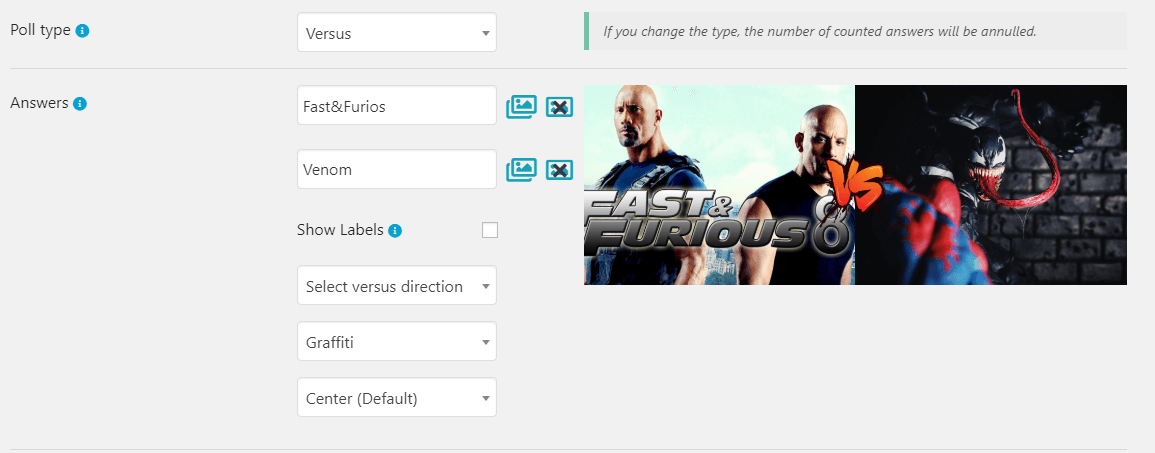 Poll type
Versus
If you change the type, the number of counted answers will be annulled.
Answers
Fast&Furios
Venom
Show Labels
Select versus direction
Graffiti
Center (Default)
FAST &
FURIOUS 8
VS